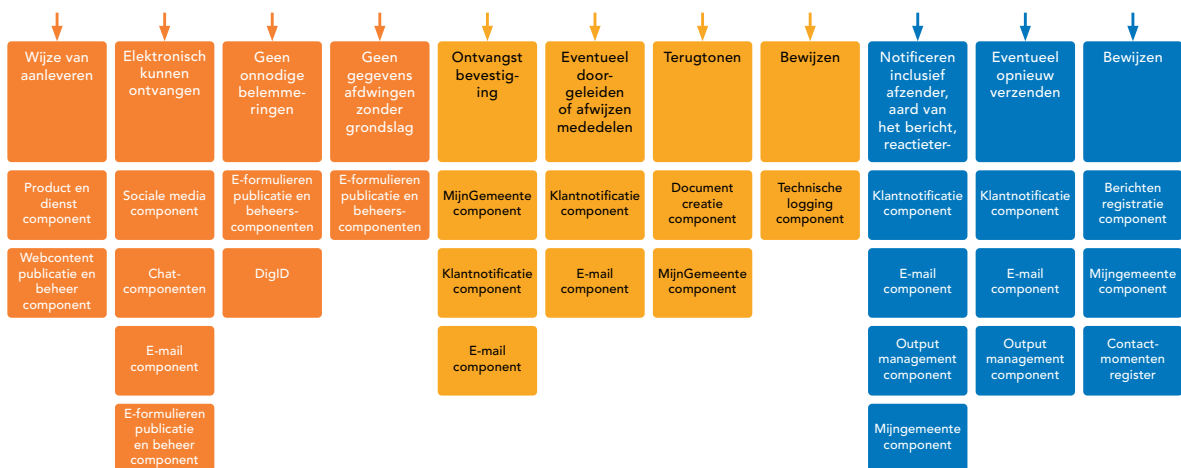 Wijze van
aanleveren
Elektronisch
kunnen
ontvangen
Geen
onnodige
belemme-
ringen
Geen
gegevens
afdwingen
zonder
grondslag
Ontvangst
bevestig-
ing
Eventueel
door-
geleiden
of afwijzen
mededelen
Terugtonen
Bewijzen
Notificeren
inclusief
afzender,
aard van
het bericht,
reactieter-
Eventueel
opnieuw
verzenden
Bewijzen
Product en
dienst
component
Sociale media
component
E-formulieren
publicatie en
beheers-
componenten
E-formulieren
publicatie en
beheers-
componenten
MijnGemeente
component
Klantnotificatie
component
Document
creatie
component
Technische
logging
component
Klantnotificatie
component
Klantnotificatie
component
Berichten
registratie
component
Webcontent
publicatie en
beheer
component
Chat-
componenten
DigID
Klantnotificatie
component
E-mail
component
MijnGemeente
component
E-mail
component
E-mail
component
Mijngemeente
component
E-mail
component
E-mail
component
Output
management
component
Output
management
component
Contact-
momenten
register
E-formulieren
publicatie
en beheer
component
Mijngemeente
component